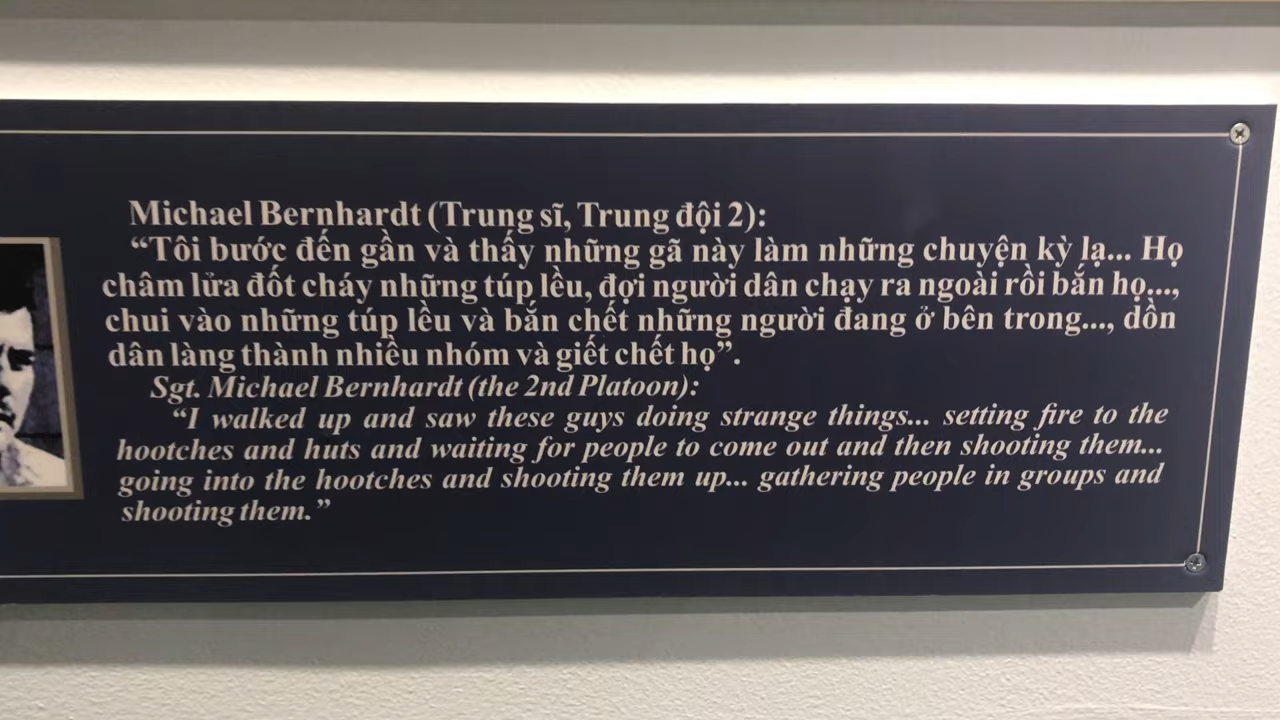 Michael Bernhardt (Trung sĩ, Trung đội 2):
“Tôi bước đến gần và thấy những gã này làm những chuyện kỳ lạ... Họ
châm lửa đốt cháy những túp lều, đợi người dân chạy ra ngoài rồi bắn họ...,
chui vào những túp lều và bắn chết những người đang ở bên trong..., dồn
dân làng thành nhiều nhóm và giết chết họ”.
Sgt. Michael Bernhardt (the 2nd Platoon):
“I walked up and saw these guys doing strange things... setting fire to the
hootches and huts and waiting for people to come out and then shooting them...
going into the hootches and shooting them up... gathering people in groups and
shooting them.”